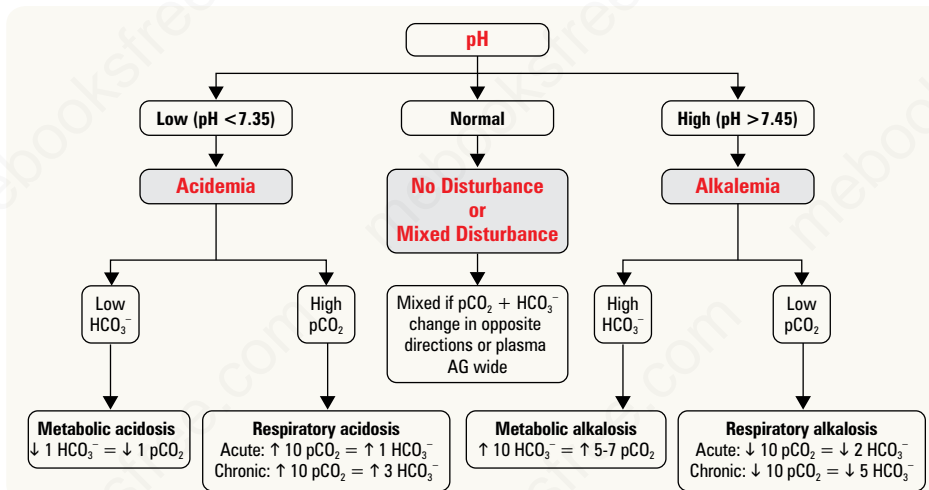 pH
Low (pH <7.35)
Normal
High (pH >7.45)
Acidemia
No Disturbance
or
Mixed Disturbance
Alkalemia
Low
HCO₃⁻
High
pCO₂
Mixed if pCO₂ + HCO₃⁻
change in opposite
directions or plasma
AG wide
High
HCO₃⁻
Low
pCO₂
Metabolic acidosis
↓ 1 HCO₃⁻ = ↓ 1 pCO₂
Respiratory acidosis
Acute: ↑ 10 pCO₂ = ↑ 1 HCO₃⁻
Chronic: ↑ 10 pCO₂ = ↑ 3 HCO₃⁻
Metabolic alkalosis
↑ 10 HCO₃⁻ = ↑ 5-7 pCO₂
Respiratory alkalosis
Acute: ↓ 10 pCO₂ = ↓ 2 HCO₃⁻
Chronic: ↓ 10 pCO₂ = ↓ 5 HCO₃⁻